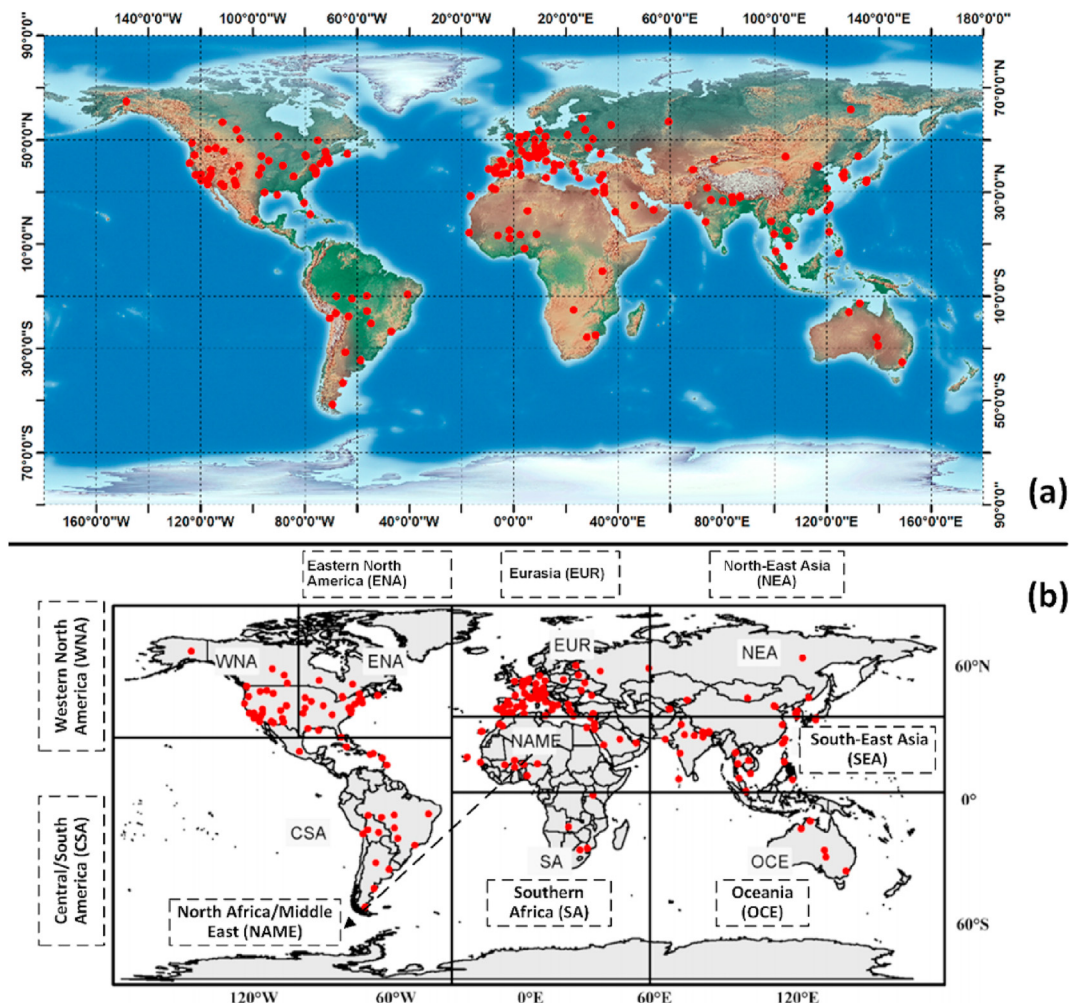 140°0'0"W 100°0'0"W 60°0'0"W 20°0'0"W 20°0'0"E 60°0'0"E 100°0'0"E 140°0'0"E 180°0'0"
90°0'0"
70°0'0"N
50°0'0"N
30°0'0"N
10°0'0"N
10°0'0"S
30°0'0"S
50°0'0"S
70°0'0"S
90°0'0"
160°0'0"W 120°0'0"W 80°0'0"W 40°0'0"W 0°0'0" 40°0'0"E 80°0'0"E 120°0'0"E 160°0'0"E
(a)
Eastern North
America (ENA)
Eurasia (EUR)
North-East Asia
(NEA)
(b)
Western North
America (WNA)
WNA
ENA
EUR
NEA
60°N
NAME
South-East Asia
(SEA)
0°
Central/South
America (CSA)
CSA
SA
OCE
North Africa/Middle
East (NAME)
Southern
Africa (SA)
Oceania
(OCE)
60°S
120°W 60°W 0°E 60°E 120°E